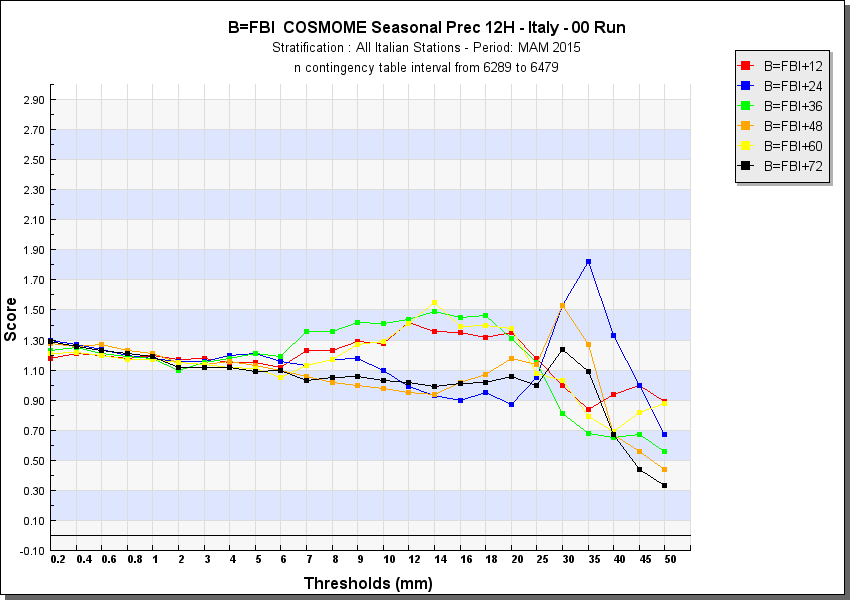 B=FBI COSMOME Seasonal Prec 12H - Italy - 00 Run
Stratification : All Italian Stations - Period: MAM 2015
n contingency table interval from 6289 to 6479
B=FBI+12
B=FBI+24
B=FBI+36
B=FBI+48
B=FBI+60
B=FBI+72
Score
2.90
2.70
2.50
2.30
2.10
1.90
1.70
1.50
1.30
1.10
0.90
0.70
0.50
0.30
0.10
-0.10
0.2 0.4 0.6 0.8 1 2 3 4 5 6 7 8 9 10 12 14 16 18 20 25 30 35 40 45 50
Thresholds (mm)